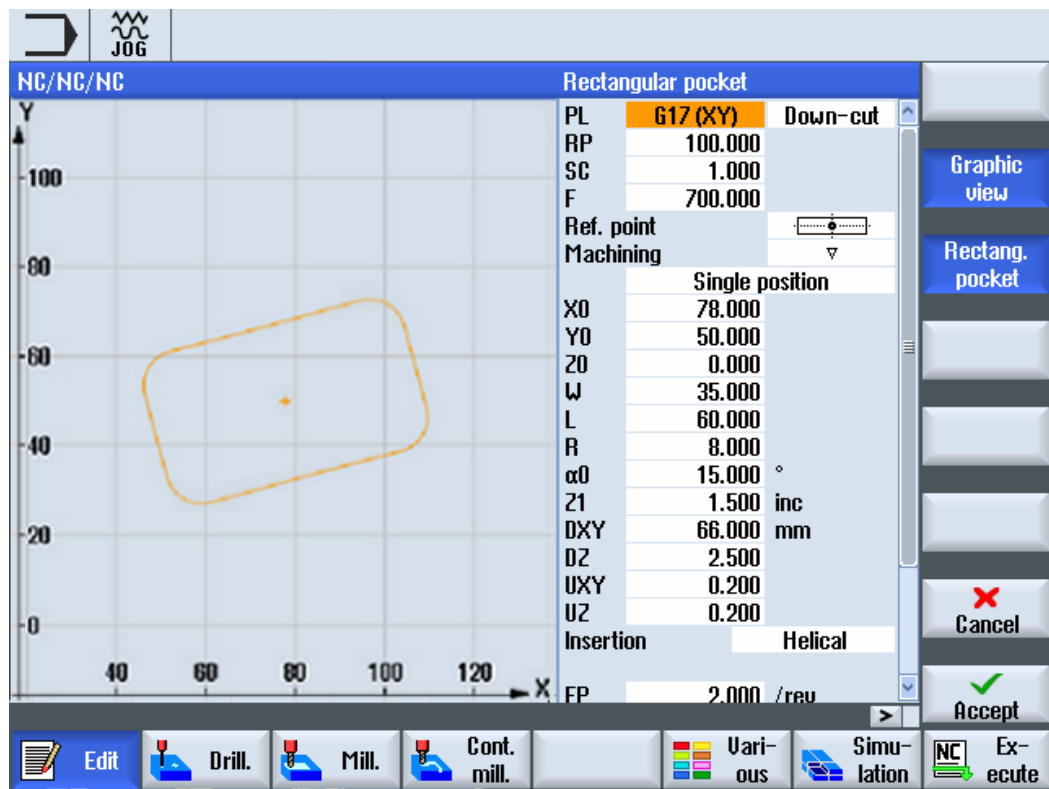 JOG
NC/NC/NC
Rectangular pocket
Y
100
80
60
40
20
0
40 60 80 100 120 X
PL G17 (XY) Down-cut
RP 100.000
SC 1.000
F 700.000
Ref. point
Machining ▽
Single position
X0 78.000
Y0 50.000
Z0 0.000
W 35.000
L 60.000
R 8.000
α0 15.000 °
Z1 1.500 inc
DXY 66.000 mm
DZ 2.500
UXY 0.200
UZ 0.200
Insertion Helical
EP 2.000 /rev
>
Graphic
view
Rectang.
pocket
Cancel
Accept
Edit
Drill.
Mill.
Cont.
mill.
Vari-
ous
Simu-
lation
NC
Ex-
ecute